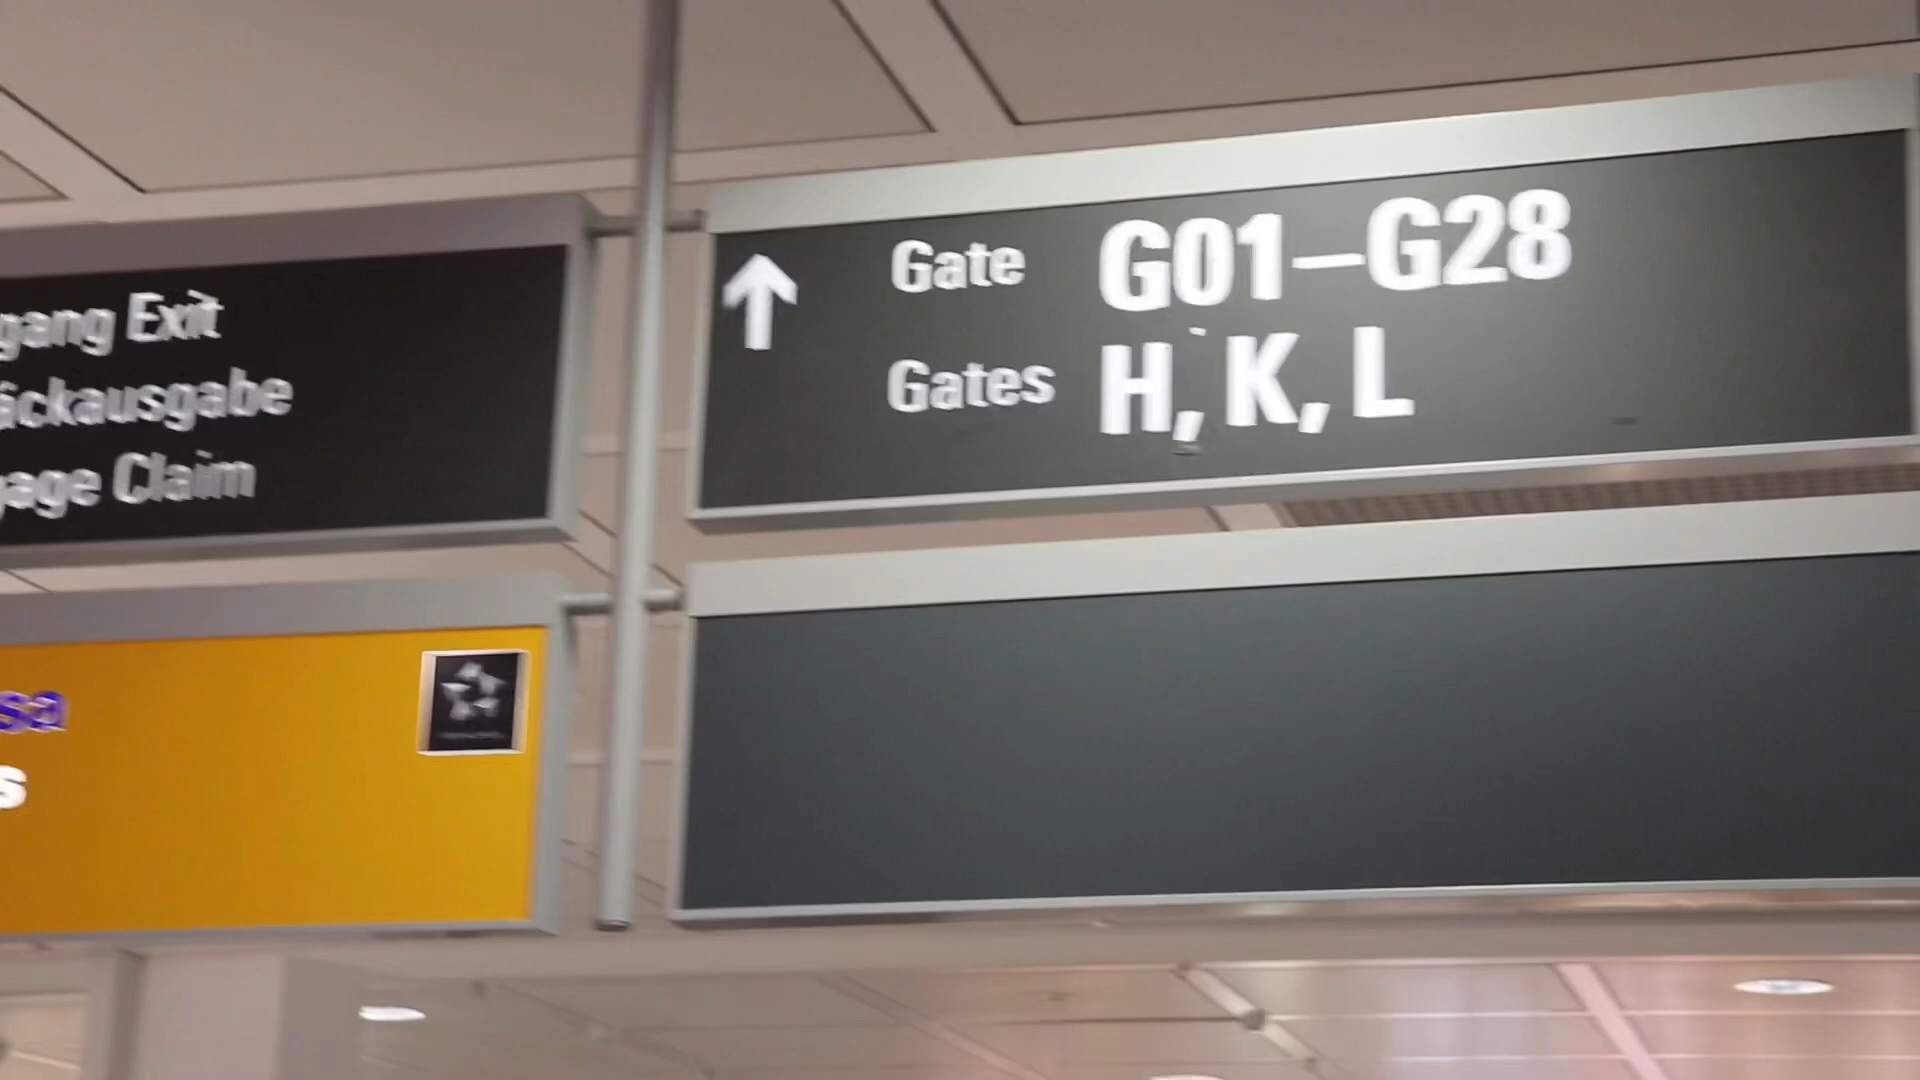 gang Exit
äckausgabe
gage Claim
Gate G01–G28
Gates H, K, L
sa
s